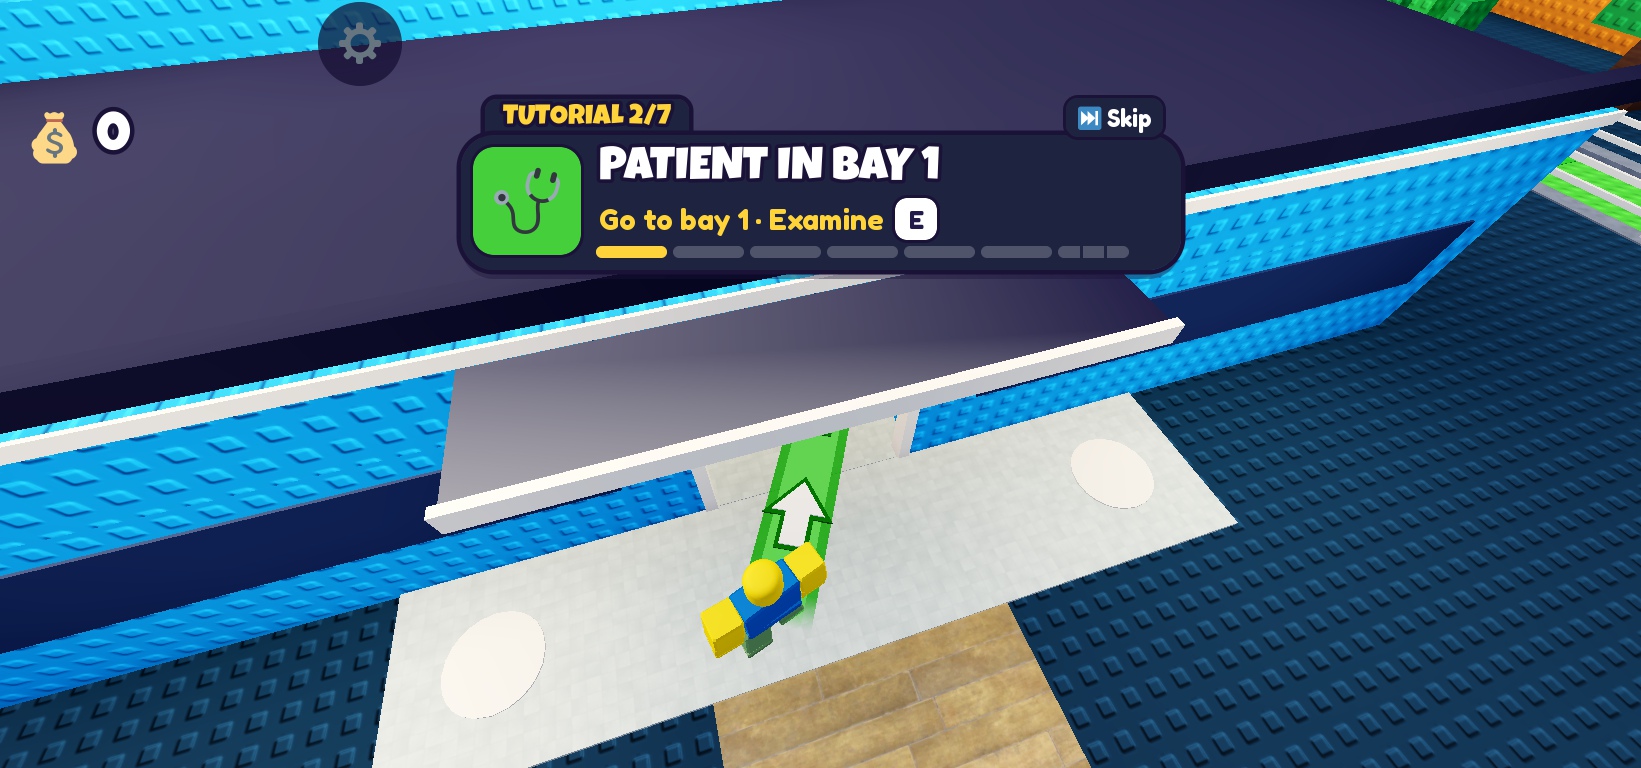 0
TUTORIAL 2/7
⏭ Skip
PATIENT IN BAY 1
Go to bay 1 · Examine E